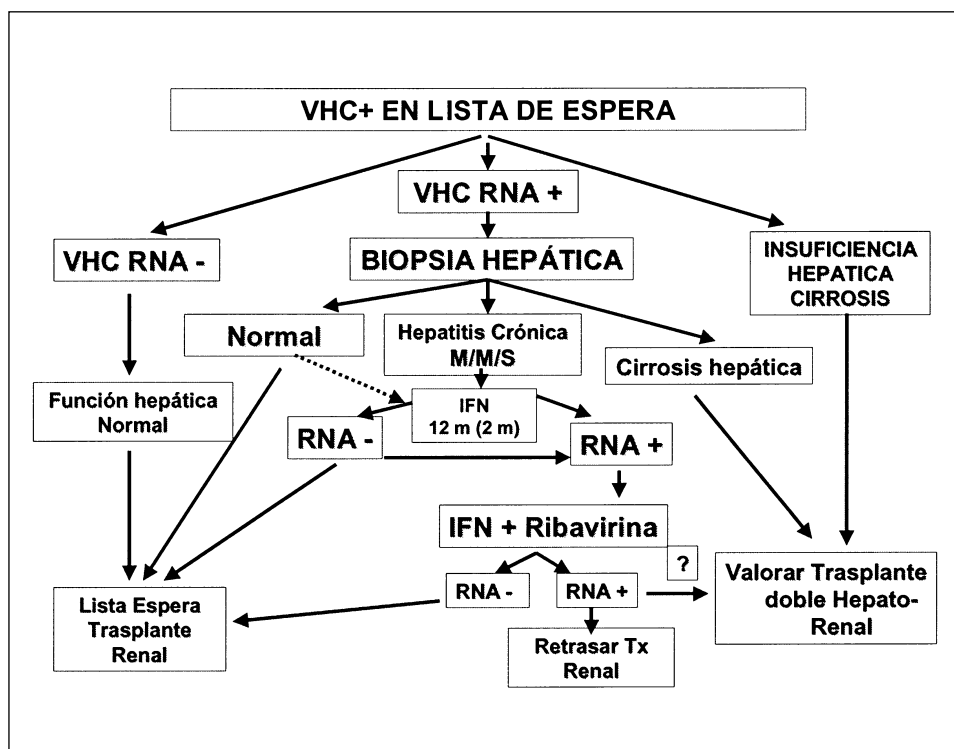 VHC+ EN LISTA DE ESPERA
VHC RNA +
VHC RNA -
BIOPSIA HEPÁTICA
INSUFICIENCIA
HEPATICA
CIRROSIS
Normal
Hepatitis Crónica
M/M/S
Cirrosis hepática
Función hepática
Normal
IFN
12 m (2 m)
RNA -
RNA +
IFN + Ribavirina
?
RNA -
RNA +
Lista Espera
Trasplante
Renal
Valorar Trasplante
doble Hepato-
Renal
Retrasar Tx
Renal